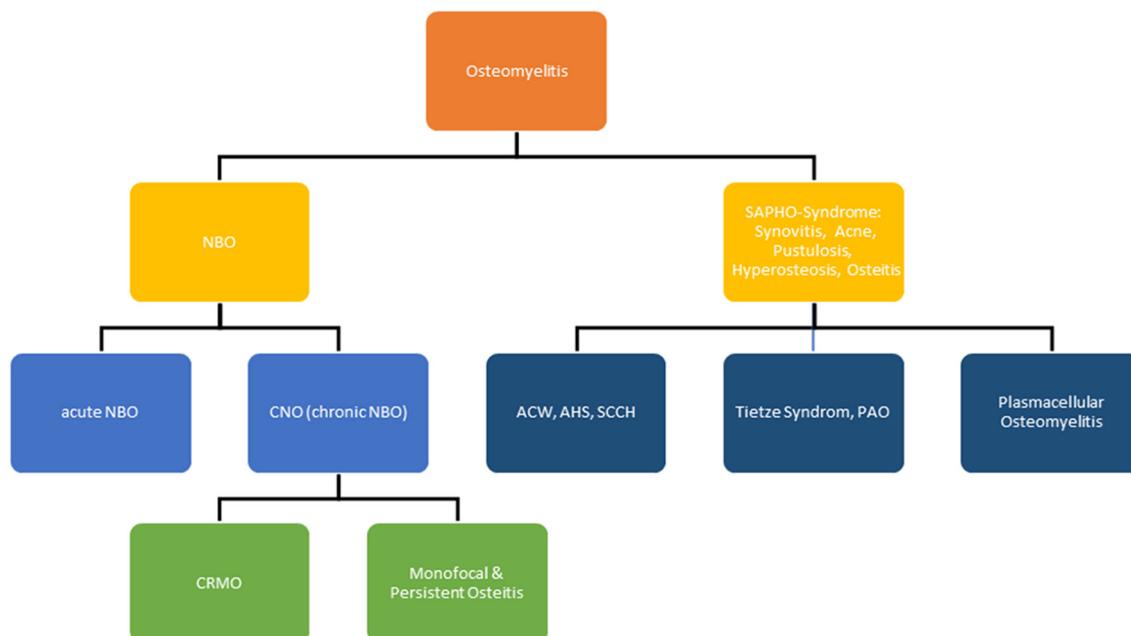 Osteomyelitis
NBO
SAPHO-Syndrome:
Synovitis, Acne,
Pustulosis,
Hyperosteosis, Osteitis
acute NBO
CNO (chronic NBO)
ACW, AHS, SCCH
Tietze Syndrom, PAO
Plasmacellular
Osteomyelitis
CRMO
Monofocal &
Persistent Osteitis